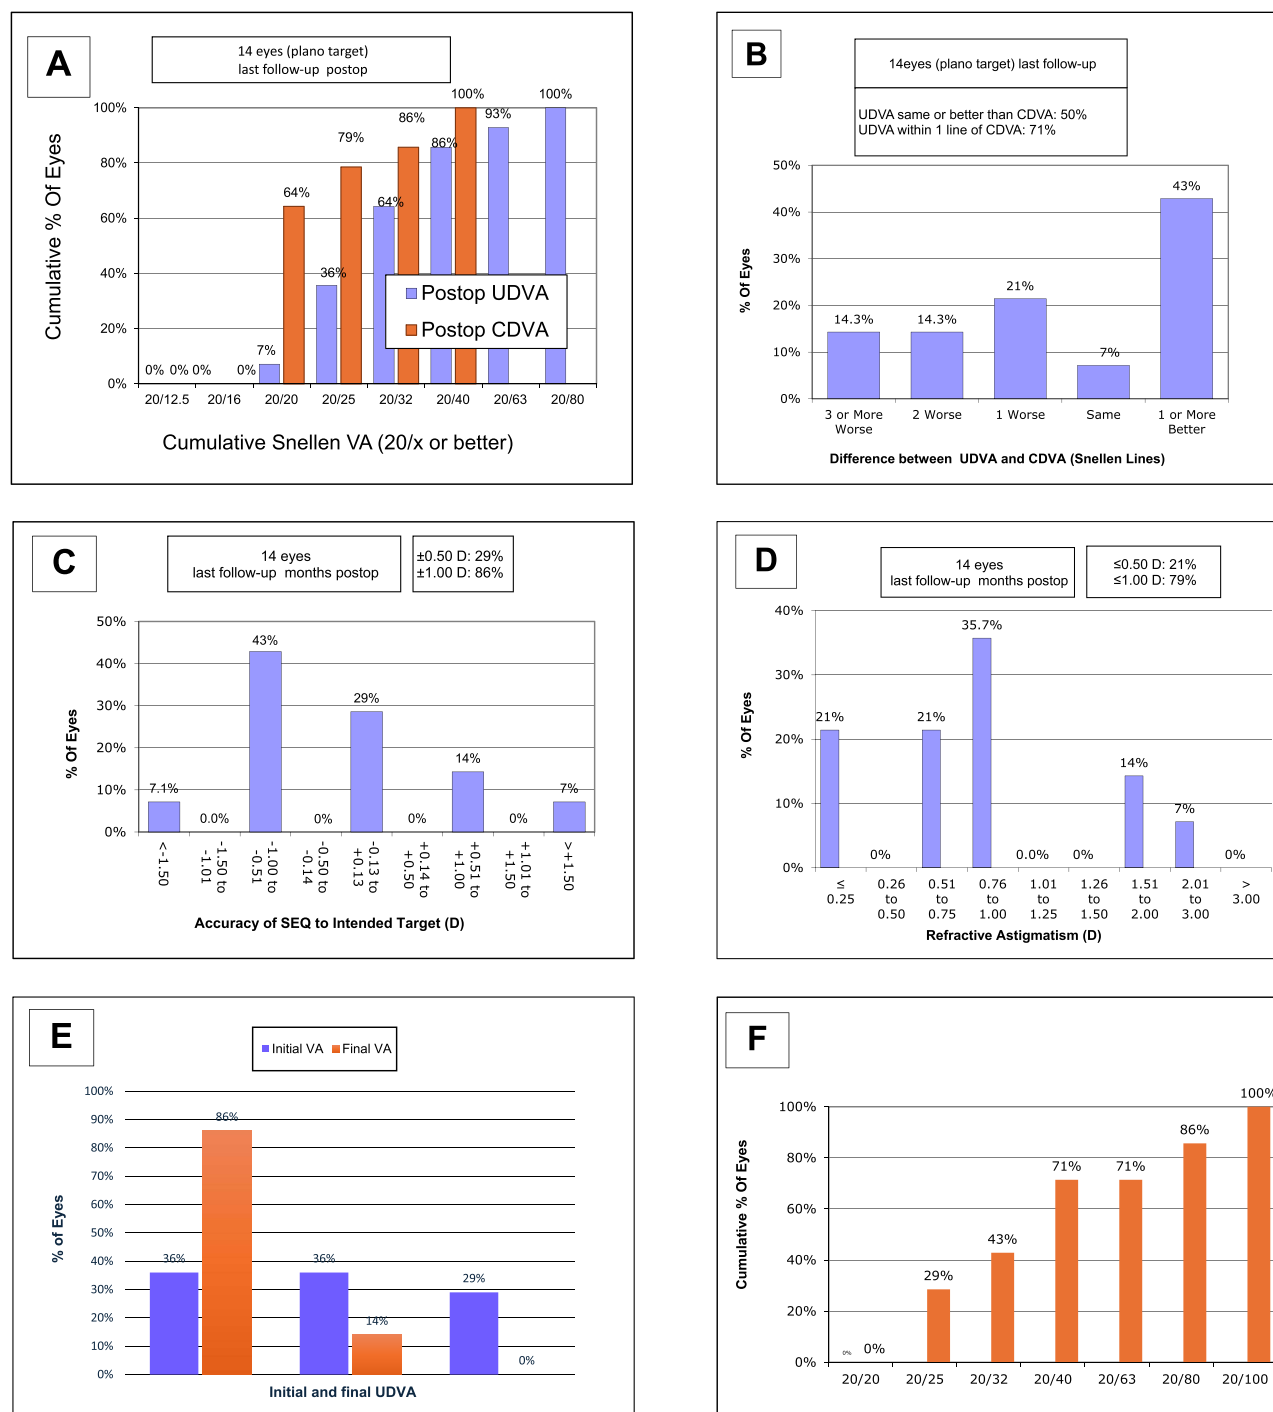 A
14 eyes (plano target)
last follow-up postop
Cumulative % Of Eyes
100%
80%
60%
40%
20%
0%
0% 0% 0% 0%
7%
64%
36%
79%
64%
86%
86%
100%
93%
100%
Postop UDVA
Postop CDVA
20/12.5 20/16 20/20 20/25 20/32 20/40 20/63 20/80
Cumulative Snellen VA (20/x or better)
B
14eyes (plano target) last follow-up
UDVA same or better than CDVA: 50%
UDVA within 1 line of CDVA: 71%
% Of Eyes
50%
40%
30%
20%
10%
0%
14.3%
14.3%
21%
7%
43%
3 or More Worse
2 Worse
1 Worse
Same
1 or More Better
Difference between UDVA and CDVA (Snellen Lines)
C
14 eyes
last follow-up months postop
±0.50 D: 29%
±1.00 D: 86%
% Of Eyes
50%
40%
30%
20%
10%
0%
7.1%
0.0%
43%
0%
29%
0%
14%
0%
7%
<-1.50
-1.50 to -1.01
-1.00 to -0.51
-0.50 to -0.14
-0.13 to +0.13
+0.14 to +0.50
+0.51 to +1.00
+1.01 to +1.50
>+1.50
Accuracy of SEQ to Intended Target (D)
D
14 eyes
last follow-up months postop
≤0.50 D: 21%
≤1.00 D: 79%
% Of Eyes
40%
30%
20%
10%
0%
21%
0%
21%
35.7%
0.0%
0%
14%
7%
0%
≤ 0.25
0.26 to 0.50
0.51 to 0.75
0.76 to 1.00
1.01 to 1.25
1.26 to 1.50
1.51 to 2.00
2.01 to 3.00
> 3.00
Refractive Astigmatism (D)
E
Initial VA Final VA
% of Eyes
100%
90%
80%
70%
60%
50%
40%
30%
20%
10%
0%
36%
86%
36%
14%
29%
0%
Initial and final UDVA
F
Cumulative % Of Eyes
100%
80%
60%
40%
20%
0%
0% 0%
29%
43%
71%
71%
86%
100%
20/20 20/25 20/32 20/40 20/63 20/80 20/100